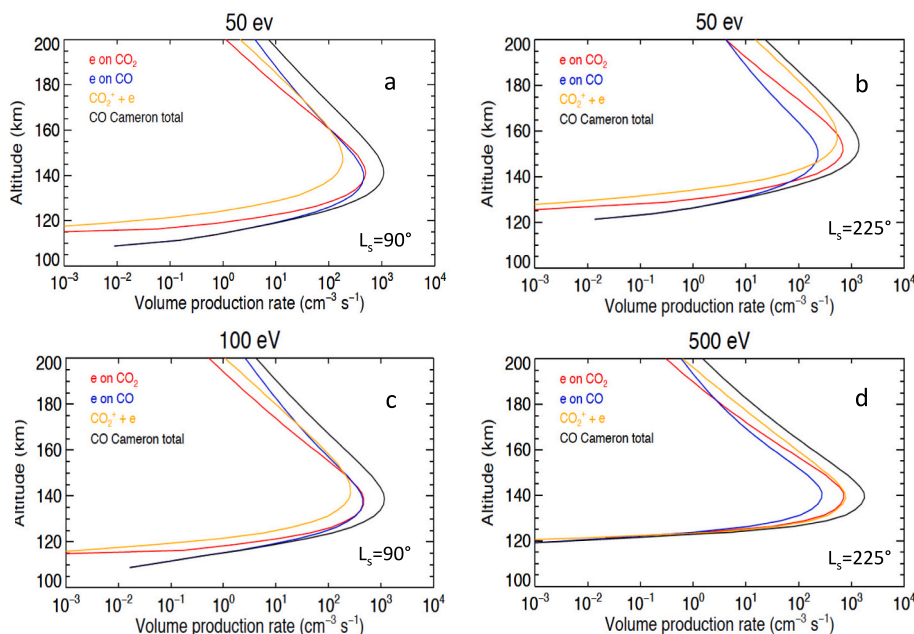 50 ev
200
180
160
140
120
100
Altitude (km)
e on CO₂
e on CO
CO₂⁺ + e
CO Cameron total
a
Lₛ=90°
10⁻³ 10⁻² 10⁻¹ 10⁰ 10¹ 10² 10³ 10⁴
Volume production rate (cm⁻³ s⁻¹)
50 ev
200
180
160
140
120
100
Altitude (km)
e on CO₂
e on CO
CO₂⁺ + e
CO Cameron total
b
Lₛ=225°
10⁻³ 10⁻² 10⁻¹ 10⁰ 10¹ 10² 10³ 10⁴
Volume production rate (cm⁻³ s⁻¹)
100 eV
200
180
160
140
120
100
Altitude (km)
e on CO₂
e on CO
CO₂⁺ + e
CO Cameron total
c
Lₛ=90°
10⁻³ 10⁻² 10⁻¹ 10⁰ 10¹ 10² 10³ 10⁴
Volume production rate (cm⁻³ s⁻¹)
500 eV
200
180
160
140
120
100
Altitude (km)
e on CO₂
e on CO
CO₂⁺ + e
CO Cameron total
d
Lₛ=225°
10⁻³ 10⁻² 10⁻¹ 10⁰ 10¹ 10² 10³ 10⁴
Volume production rate (cm⁻³ s⁻¹)